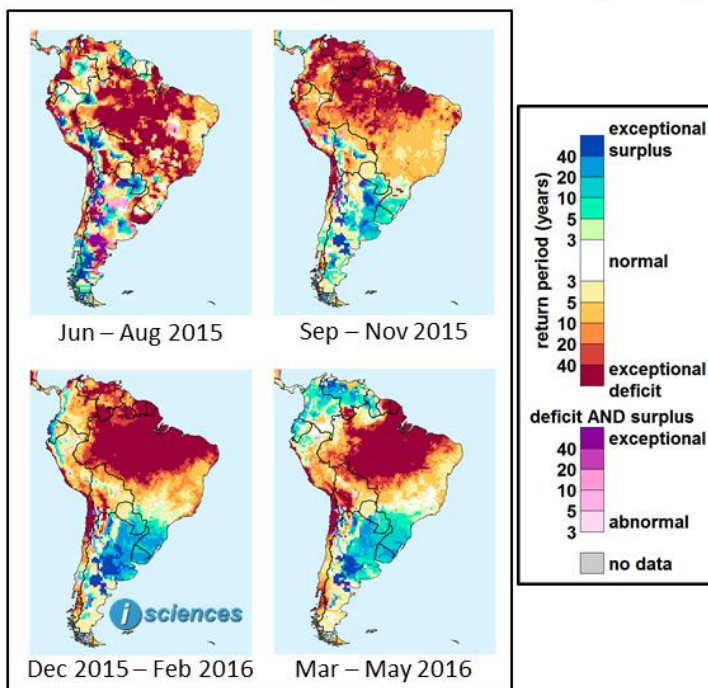 Jun – Aug 2015
Sep – Nov 2015
i sciences
Dec 2015 – Feb 2016
Mar – May 2016
return period (years)
exceptional
surplus
40
20
10
5
3
normal
3
5
10
20
40
exceptional
deficit
deficit AND surplus
exceptional
40
20
10
5
3
abnormal
no data